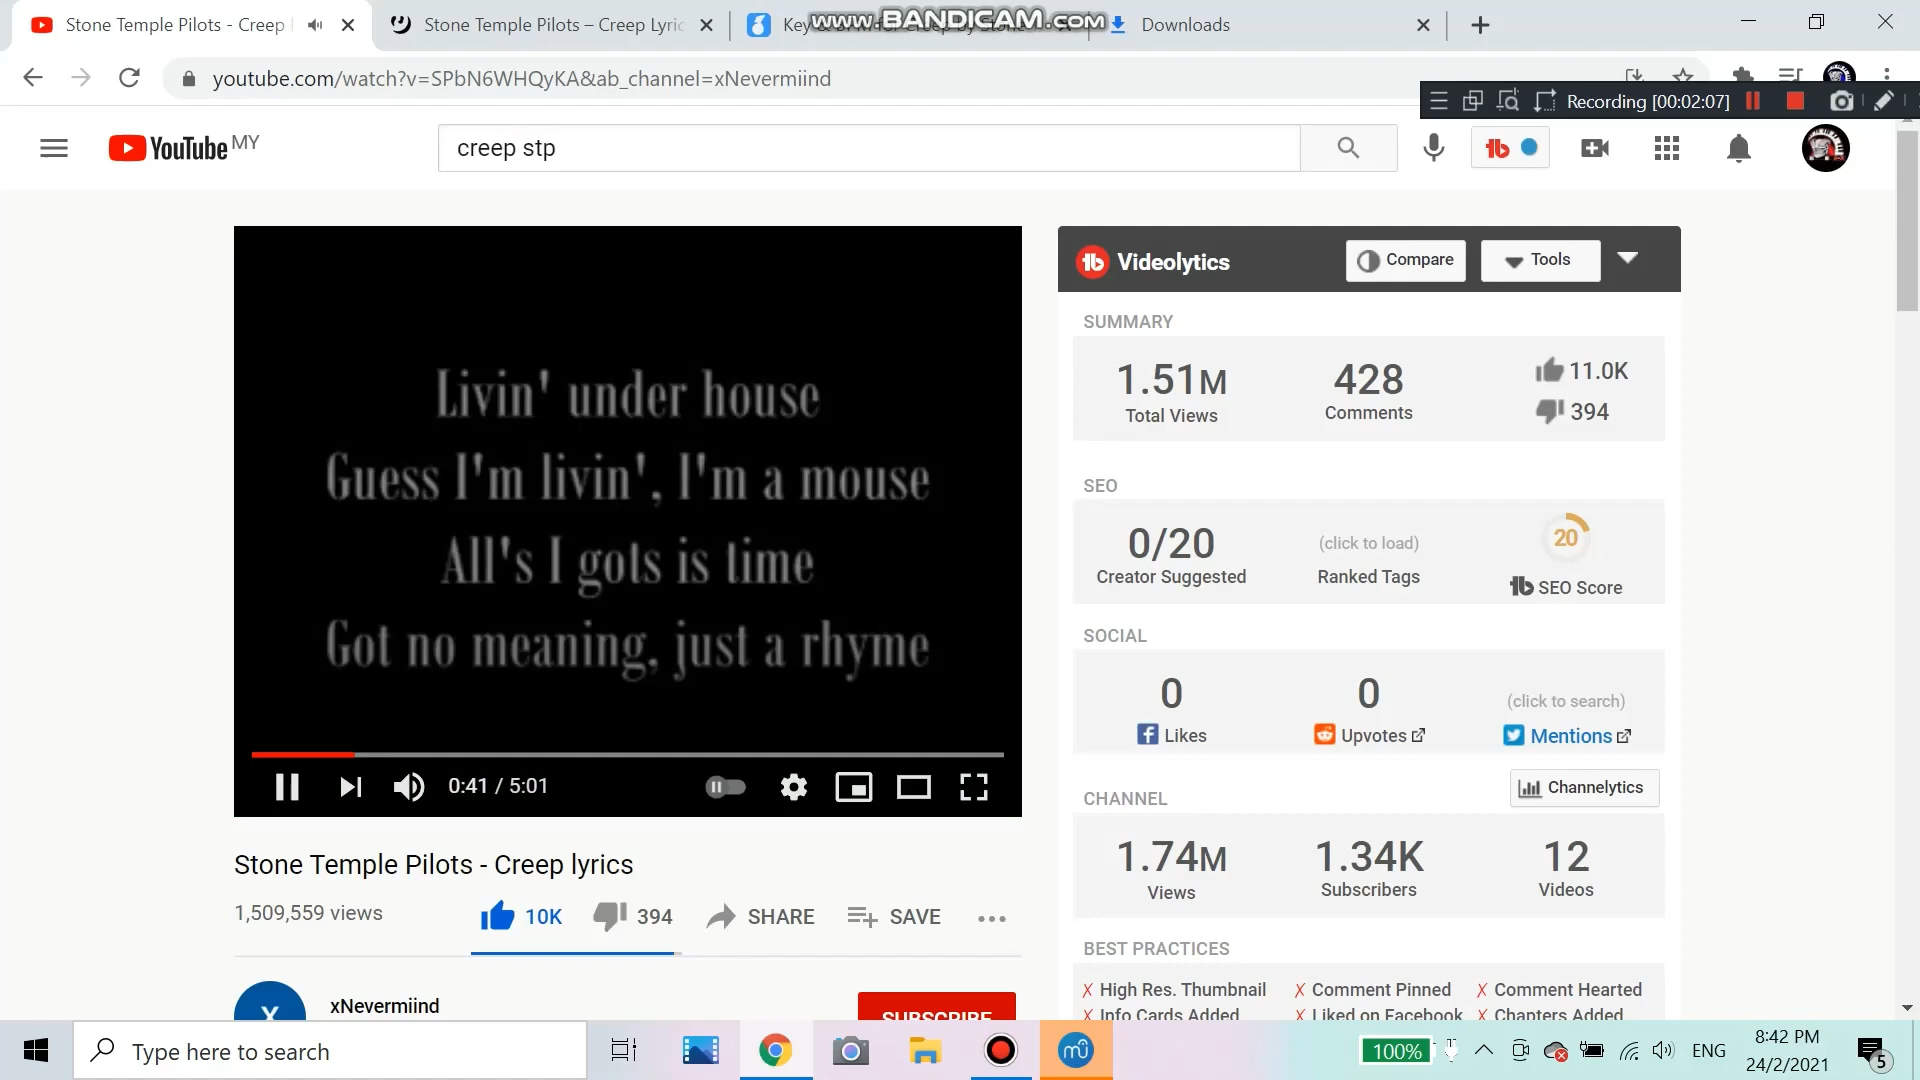 Stone Temple Pilots - Creep
Stone Temple Pilots – Creep Lyric
www.BANDICAM.com
Downloads
youtube.com/watch?v=SPbN6WHQyKA&ab_channel=xNevermiind
Recording [00:02:07]
YouTube MY
creep stp
Videolytics
Compare
Tools
Livin' under house
Guess I'm livin', I'm a mouse
All's I gots is time
Got no meaning, just a rhyme
0:41 / 5:01
SUMMARY
1.51M
Total Views
428
Comments
11.0K
394
SEO
0/20
Creator Suggested
(click to load)
Ranked Tags
20
SEO Score
SOCIAL
0
Likes
0
Upvotes
(click to search)
Mentions
CHANNEL
Channelytics
1.74M
Views
1.34K
Subscribers
12
Videos
BEST PRACTICES
X High Res. Thumbnail
X Comment Pinned
X Comment Hearted
X Info Cards Added
X Liked on Facebook
X Chapters Added
Stone Temple Pilots - Creep lyrics
1,509,559 views
10K
394
SHARE
SAVE
X
xNevermiind
SUBSCRIBE
Type here to search
100%
ENG
8:42 PM
24/2/2021
5